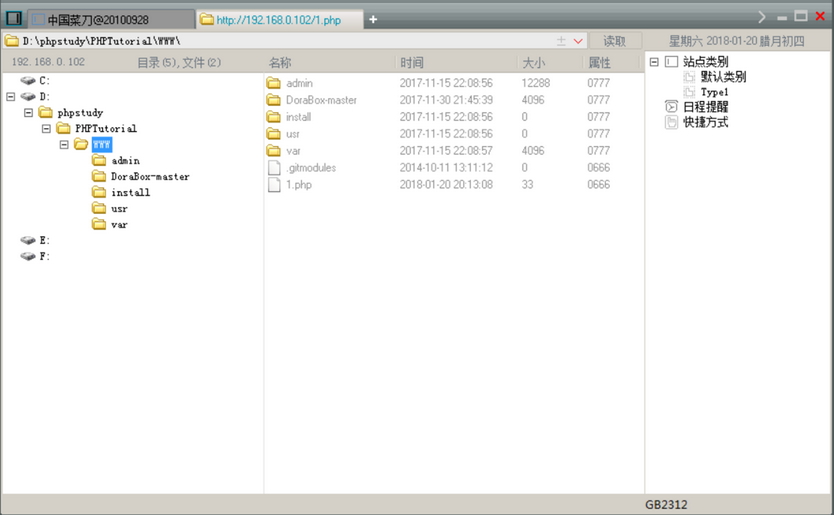 中国菜刀@20100928 http://192.168.0.102/1.php
D:\phpstudy\PHPTutorial\WWW\ 读取 星期六 2018-01-20 腊月初四
192.168.0.102 目录(5),文件(2) 名称 时间 大小 属性
C:
D:
phpstudy
PHPTutorial
WWW
admin
DoraBox-master
install
usr
var
E:
F:
admin 2017-11-15 22:08:56 12288 0777
DoraBox-master 2017-11-30 21:45:39 4096 0777
install 2017-11-15 22:08:56 0 0777
usr 2017-11-15 22:08:56 0 0777
var 2017-11-15 22:08:57 4096 0777
.gitmodules 2014-10-11 13:11:12 0 0666
1.php 2018-01-20 20:13:08 33 0666
站点类别
默认类别
Type1
日程提醒
快捷方式
GB2312